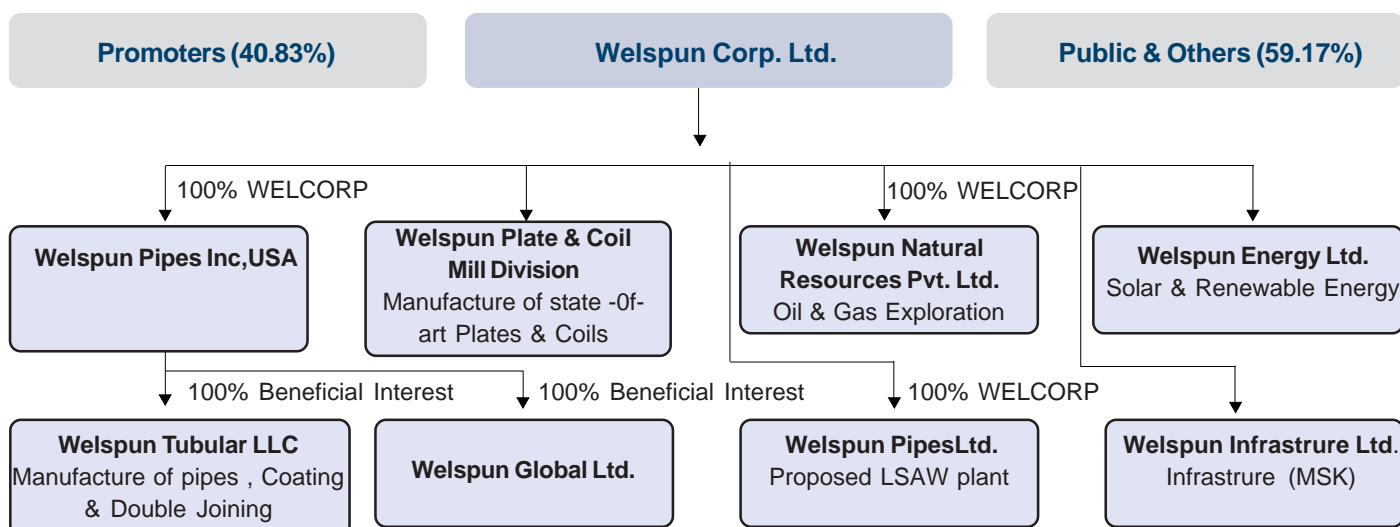 Promoters (40.83%)
Welspun Corp. Ltd.
Public & Others (59.17%)
100% WELCORP
100% WELCORP
Welspun Pipes Inc,USA
Welspun Plate & Coil
Mill Division
Manufacture of state -0f-
art Plates & Coils
Welspun Natural
Resources Pvt. Ltd.
Oil & Gas Exploration
Welspun Energy Ltd.
Solar & Renewable Energy
100% Beneficial Interest
100% Beneficial Interest
100% WELCORP
Welspun Tubular LLC
Manufacture of pipes , Coating
& Double Joining
Welspun Global Ltd.
Welspun PipesLtd.
Proposed LSAW plant
Welspun Infrastrure Ltd.
Infrastrure (MSK)